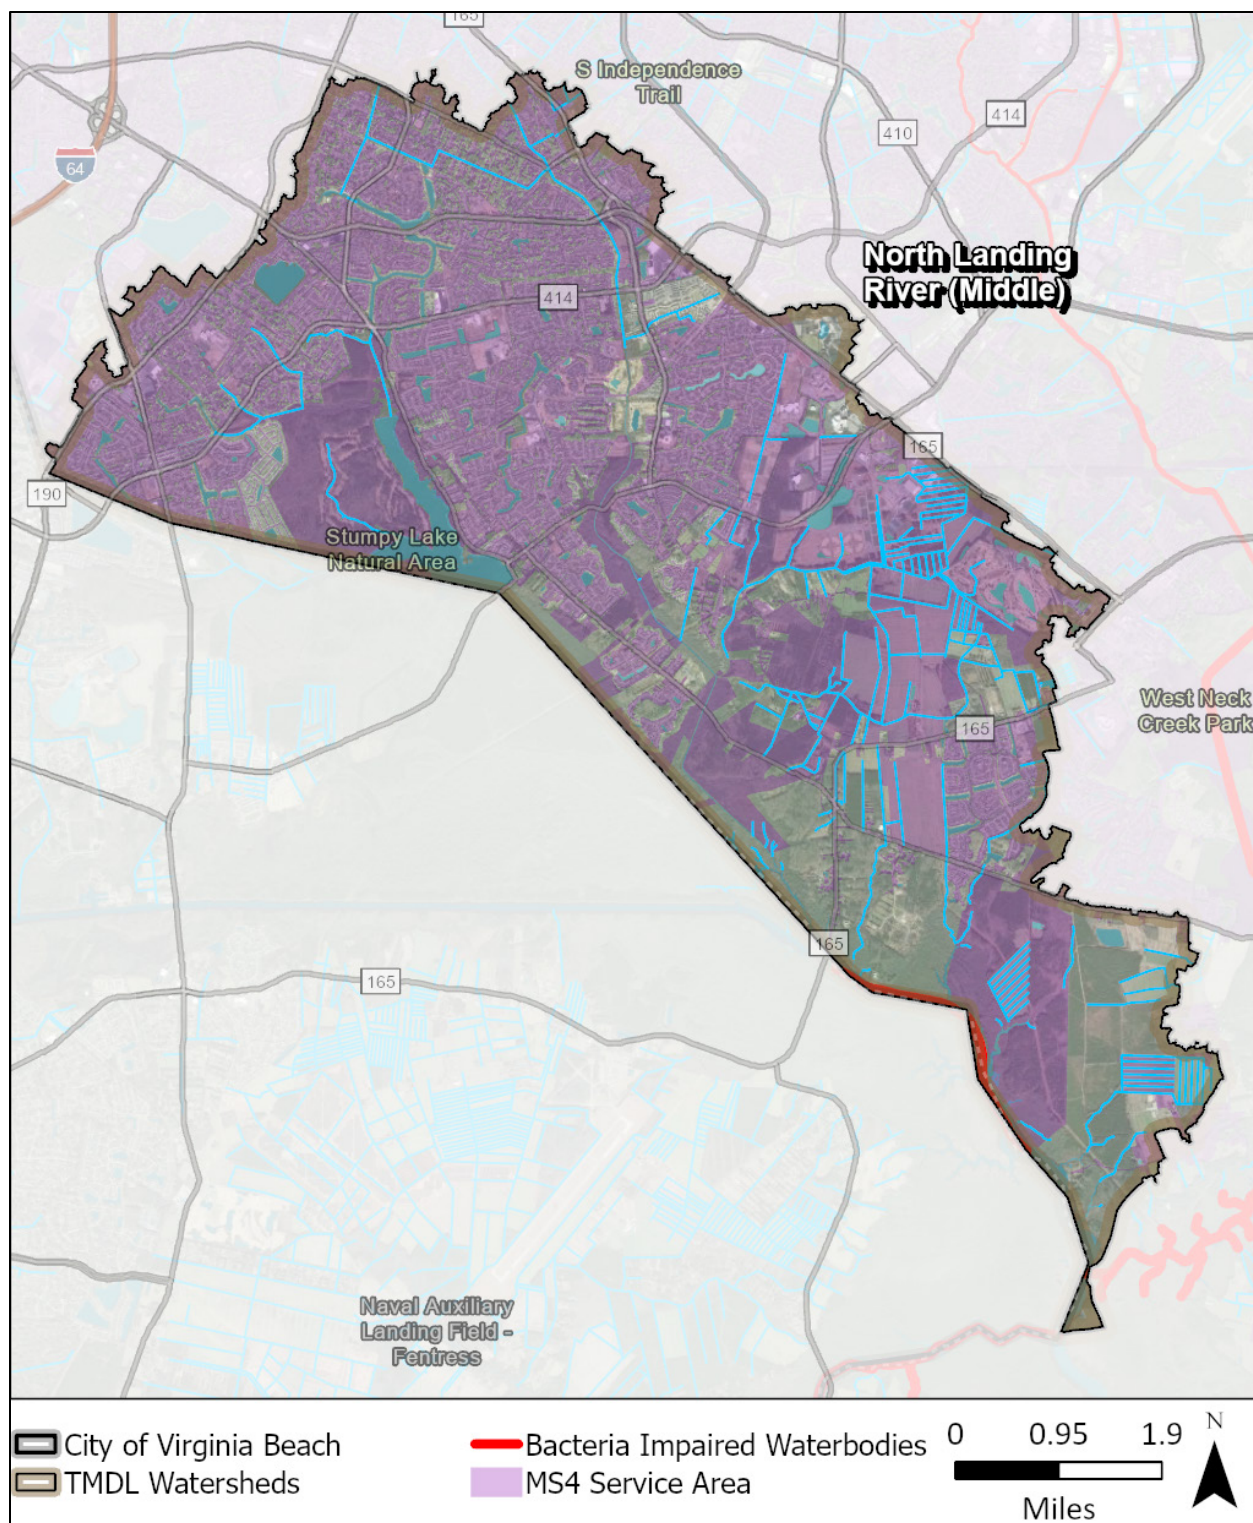 165
S Independence
Trail
414
410
64
North Landing
River (Middle)
414
165
190
Stumpy Lake
Natural Area
West Neck
Creek Park
165
165
165
Naval Auxiliary
Landing Field -
Fentress
City of Virginia Beach
TMDL Watersheds
Bacteria Impaired Waterbodies
MS4 Service Area
0 0.95 1.9
Miles
N